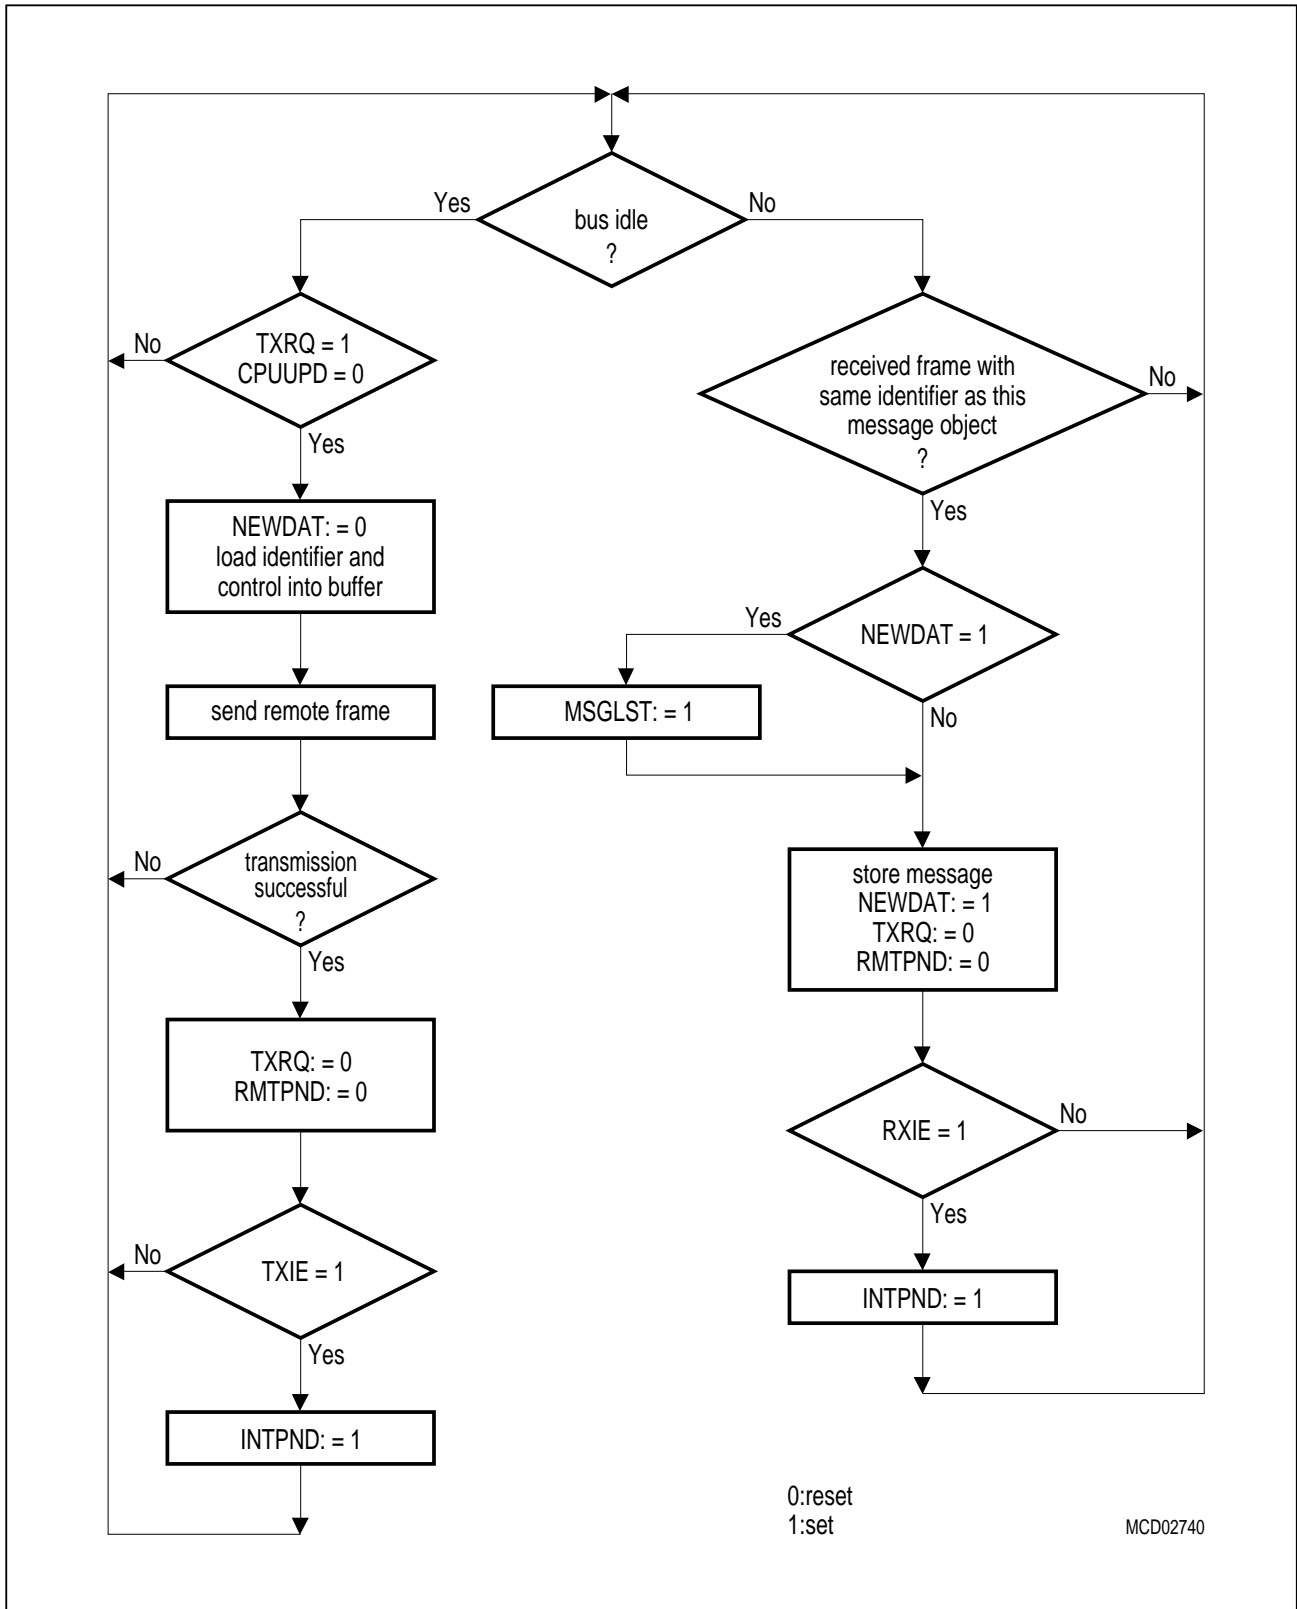 Yes
No
bus idle
?
No
TXRQ = 1
CPUUPD = 0
Yes
received frame with
same identifier as this
message object
?
No
Yes
NEWDAT: = 0
load identifier and
control into buffer
Yes
NEWDAT = 1
No
send remote frame
MSGLST: = 1
No
transmission
successful
?
Yes
store message
NEWDAT: = 1
TXRQ: = 0
RMTPND: = 0
TXRQ: = 0
RMTPND: = 0
RXIE = 1
No
Yes
No
TXIE = 1
Yes
INTPND: = 1
INTPND: = 1
0:reset
1:set
MCD02740